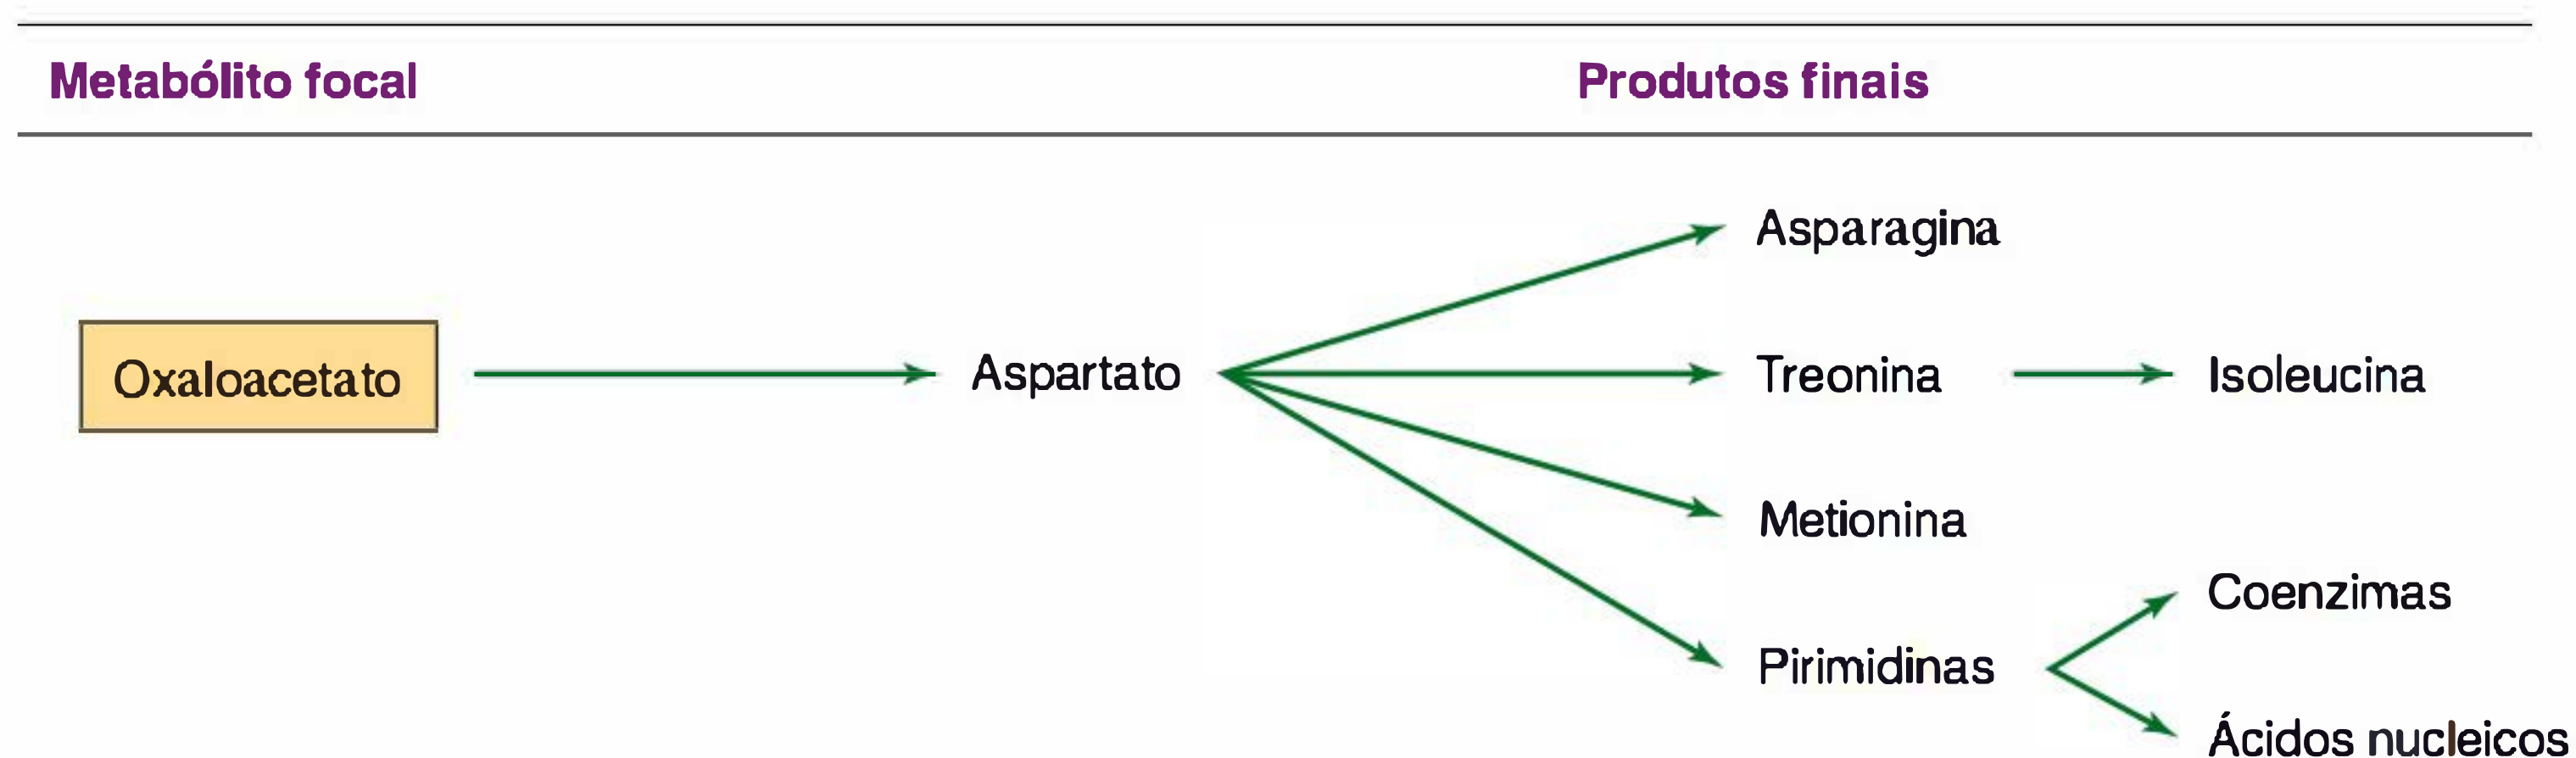 Metabólito focal
Produtos finais
Asparagina
Oxaloacetato
Aspartato
Treonina
Isoleucina
Metionina
Coenzimas
Pirimidinas
Ácidos nucleicos